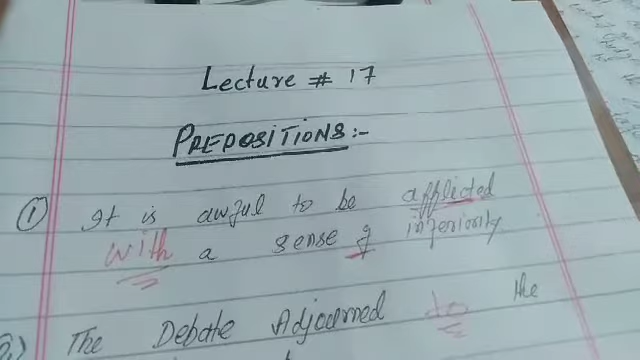 Lecture # 17
PREPOSITIONS:-
① It is awful to be afflicted
with a sense of inferiority
2) The Debate Adjourned to the